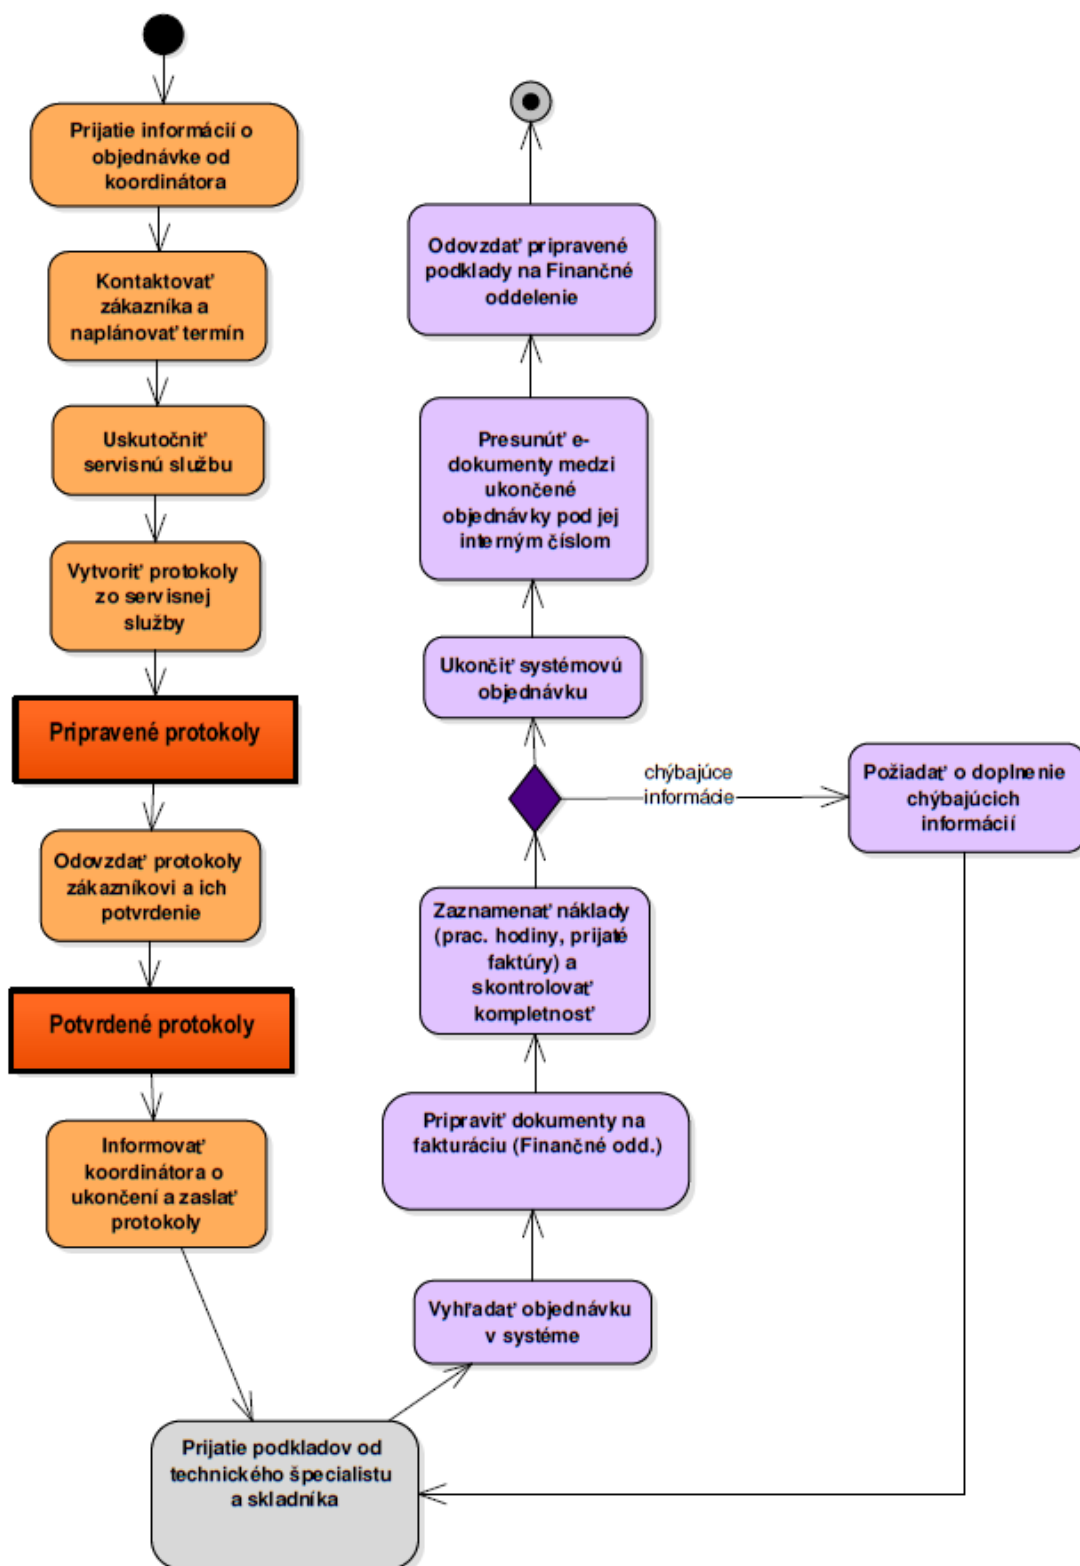 Prijatie informácií o
objednávke od
koordinátora
Kontaktovať
zákazníka a
naplánovať termín
Uskutočniť
servisnú službu
Vytvoriť protokoly
zo servisnej
služby
Pripravené protokoly
Odovzdať protokoly
zákazníkovi a ich
potvrdenie
Potvrdené protokoly
Informovať
koordinátora o
ukončení a zaslať
protokoly
Prijatie podkladov od
technického špecialistu
a skladníka
Vyhľadať objednávku
v systéme
Pripraviť dokumenty na
fakturáciu (Finančné odd.)
Zaznamenať náklady
(prac. hodiny, prijaté
faktúry) a
skontrolovať
kompletnosť
chýbajúce
informácie
Požiadať o doplnenie
chýbajúcich
informácií
Ukončiť systémovú
objednávku
Presunúť e-
dokumenty medzi
ukončené
objednávky pod jej
interným číslom
Odovzdať pripravené
podklady na Finančné
oddelenie